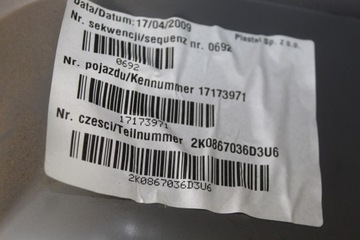 Data/Datum: 17/04/2009 Plastal Sp. z o.o.
Nr. sekwencji/sequenz nr. 0692
0692
Nr. pojazdu/Kennummer 17173971
17173971
Nr. czesci/Teilnummer 2K0867036D3U6
2K0867036D3U6